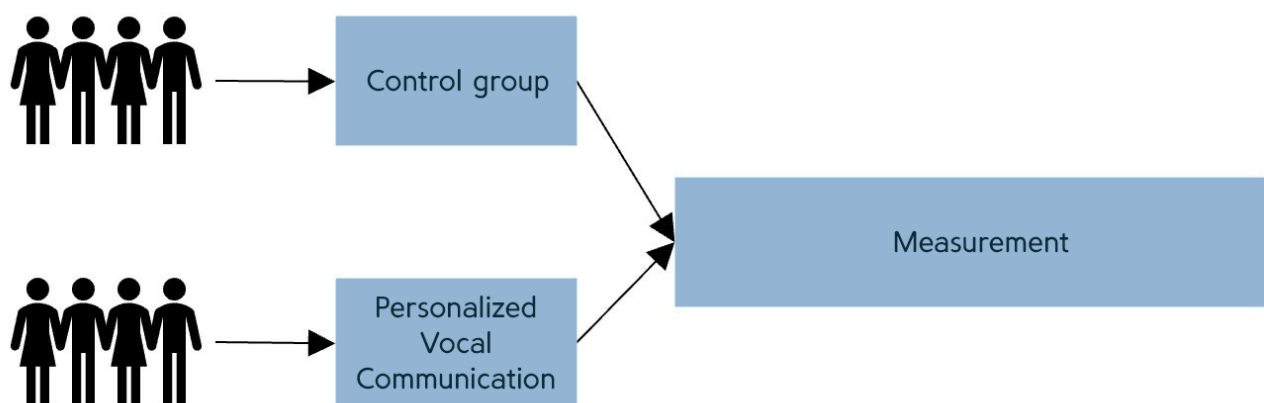 Control group
Measurement
Personalized
Vocal
Communication